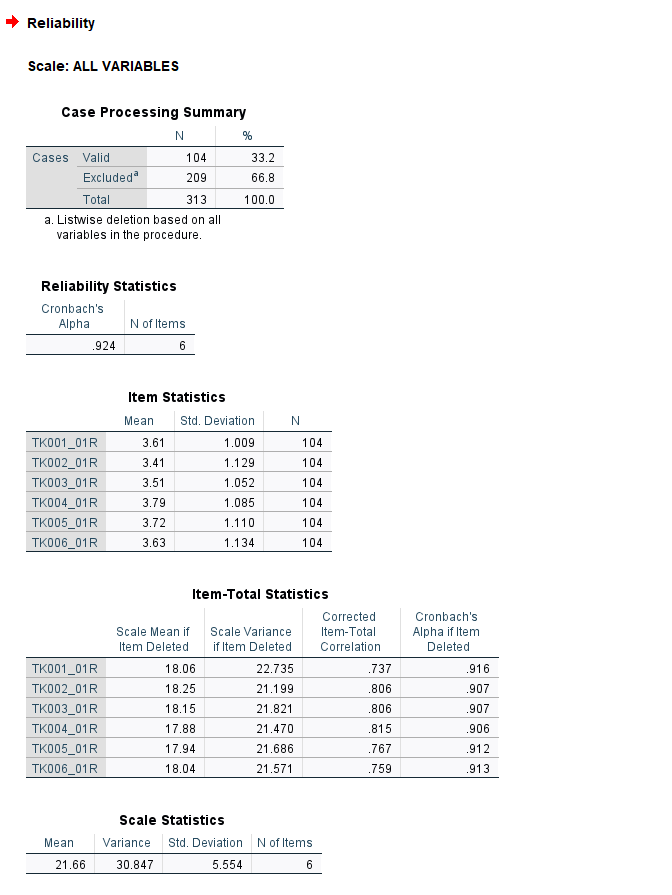 Reliability
Scale: ALL VARIABLES
Case Processing Summary
N %
Cases Valid 104 33.2
Excludedª 209 66.8
Total 313 100.0
a. Listwise deletion based on all
variables in the procedure.
Reliability Statistics
Cronbach's
Alpha N of Items
.924 6
Item Statistics
Mean Std. Deviation N
TK001_01R 3.61 1.009 104
TK002_01R 3.41 1.129 104
TK003_01R 3.51 1.052 104
TK004_01R 3.79 1.085 104
TK005_01R 3.72 1.110 104
TK006_01R 3.63 1.134 104
Item-Total Statistics
Corrected Cronbach's
Scale Mean if Scale Variance Item-Total Alpha if Item
Item Deleted if Item Deleted Correlation Deleted
TK001_01R 18.06 22.735 .737 .916
TK002_01R 18.25 21.199 .806 .907
TK003_01R 18.15 21.821 .806 .907
TK004_01R 17.88 21.470 .815 .906
TK005_01R 17.94 21.686 .767 .912
TK006_01R 18.04 21.571 .759 .913
Scale Statistics
Mean Variance Std. Deviation N of Items
21.66 30.847 5.554 6